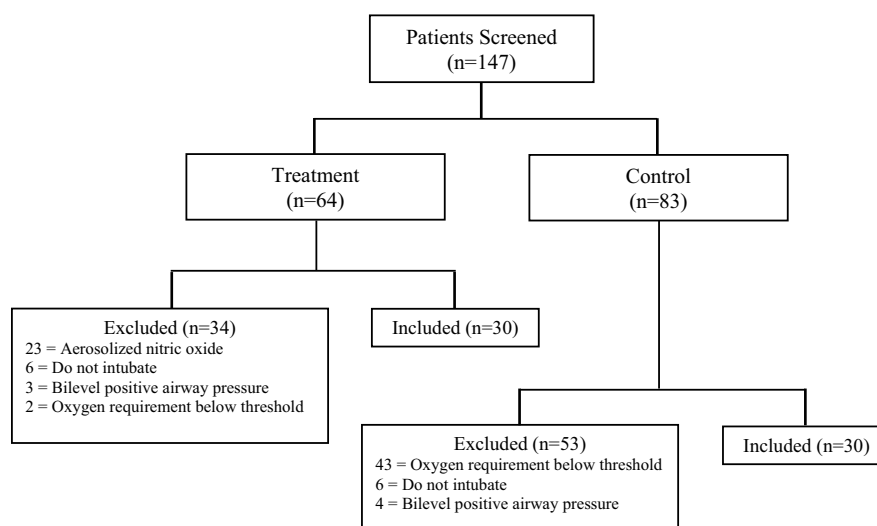 Patients Screened
(n=147)
Treatment
(n=64)
Control
(n=83)
Excluded (n=34)
23 = Aerosolized nitric oxide
6 = Do not intubate
3 = Bilevel positive airway pressure
2 = Oxygen requirement below threshold
Included (n=30)
Excluded (n=53)
43 = Oxygen requirement below threshold
6 = Do not intubate
4 = Bilevel positive airway pressure
Included (n=30)